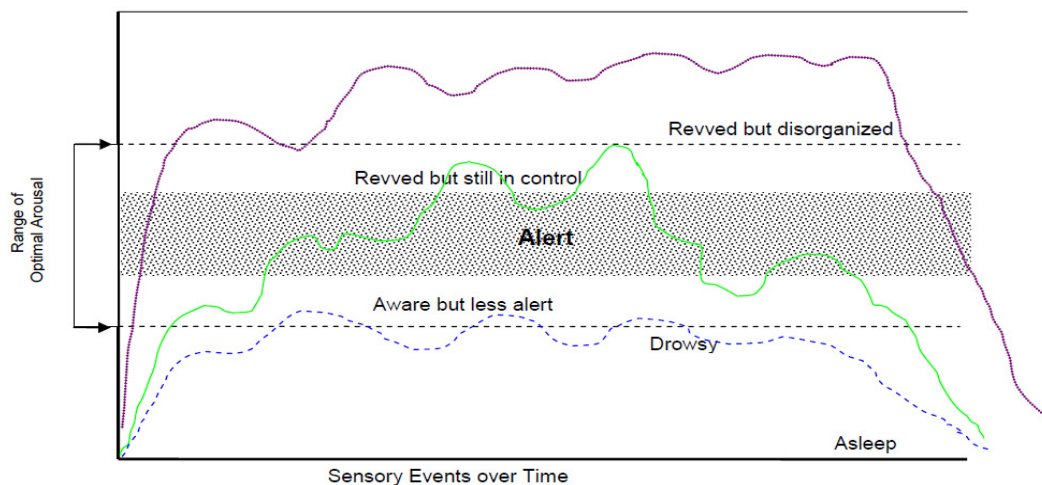 Revved but disorganized
Revved but still in control
Range of
Optimal Arousal
Alert
Aware but less alert
Drowsy
Asleep
Sensory Events over Time